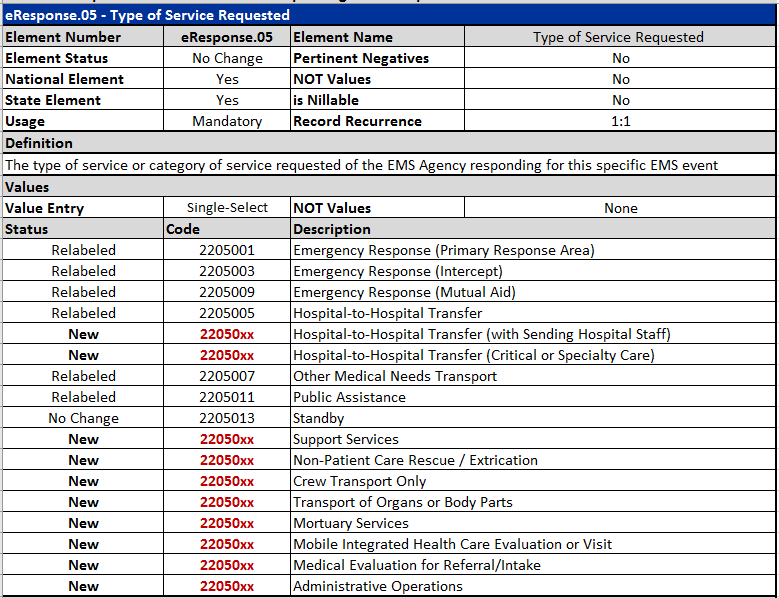 eResponse.05 - Type of Service Requested
Element Number eResponse.05 Element Name Type of Service Requested
Element Status No Change Pertinent Negatives No
National Element Yes NOT Values No
State Element Yes is Nillable No
Usage Mandatory Record Recurrence 1:1
Definition
The type of service or category of service requested of the EMS Agency responding for this specific EMS event
Values
Value Entry Single-Select NOT Values None
Status Code Description
Relabeled 2205001 Emergency Response (Primary Response Area)
Relabeled 2205003 Emergency Response (Intercept)
Relabeled 2205009 Emergency Response (Mutual Aid)
Relabeled 2205005 Hospital-to-Hospital Transfer
New 22050xx Hospital-to-Hospital Transfer (with Sending Hospital Staff)
New 22050xx Hospital-to-Hospital Transfer (Critical or Specialty Care)
Relabeled 2205007 Other Medical Needs Transport
Relabeled 2205011 Public Assistance
No Change 2205013 Standby
New 22050xx Support Services
New 22050xx Non-Patient Care Rescue / Extrication
New 22050xx Crew Transport Only
New 22050xx Transport of Organs or Body Parts
New 22050xx Mortuary Services
New 22050xx Mobile Integrated Health Care Evaluation or Visit
New 22050xx Medical Evaluation for Referral/Intake
New 22050xx Administrative Operations